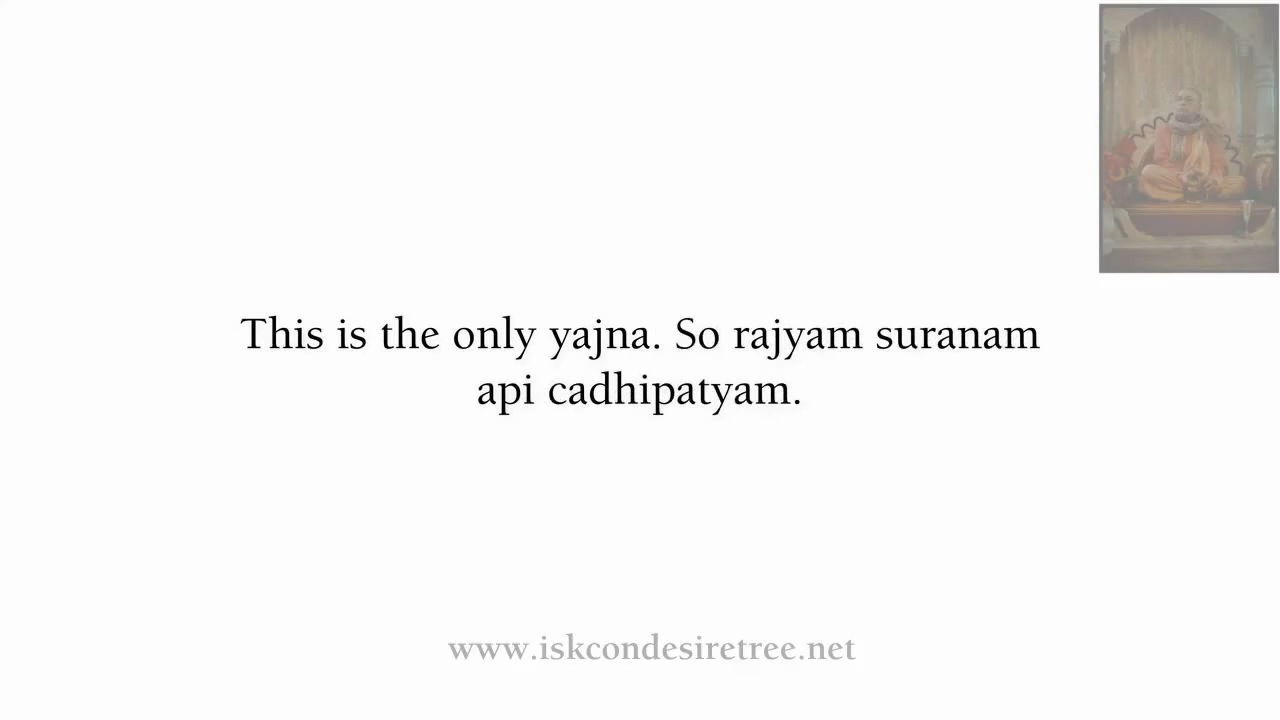 This is the only yajna. So rajyam suranam
api cadhipatyam.
www.iskcondesiretree.net